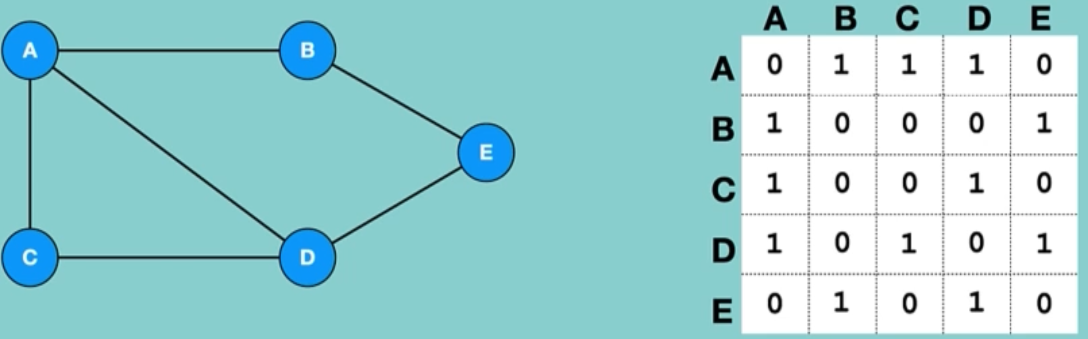 A B
E
C D
A B C D E
A 0 1 1 1 0
B 1 0 0 0 1
C 1 0 0 1 0
D 1 0 1 0 1
E 0 1 0 1 0